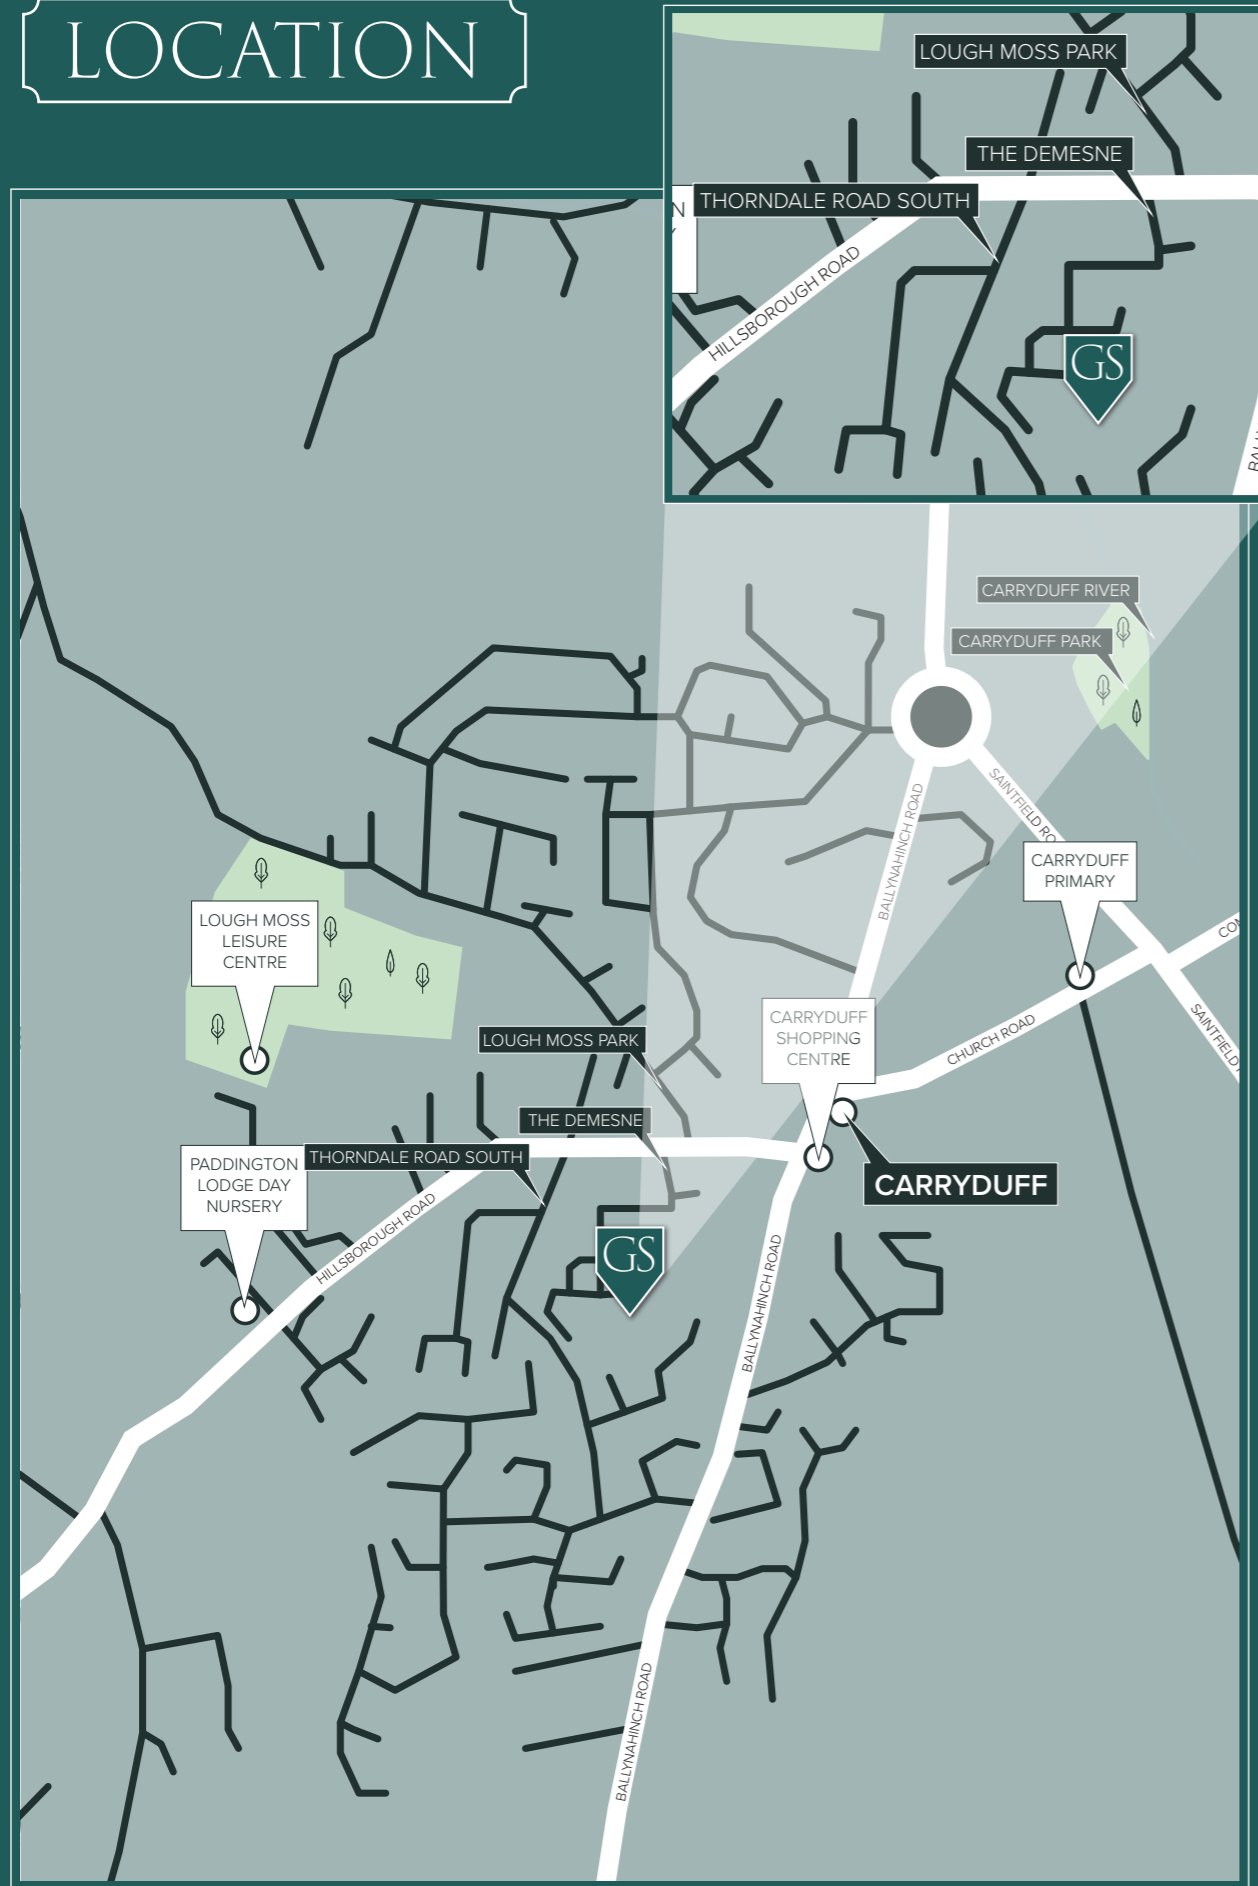 LOCATION
LOUGH MOSS PARK
THE DEMESNE
THORNDALE ROAD SOUTH
HILLSBOROUGH ROAD
GS
CARRYDUFF RIVER
CARRYDUFF PARK
BALLYNAHINCH ROAD
SAINTFIELD
CARRYDUFF
PRIMARY
LOUGH MOSS
LEISURE
CENTRE
CARRYDUFF
SHOPPING
CENTRE
CHURCH ROAD
SAINTFIELD
LOUGH MOSS PARK
THE DEMESNE
THORNDALE ROAD SOUTH
PADDINGTON
LODGE DAY
NURSERY
CARRYDUFF
HILLSBOROUGH ROAD
GS
BALLYNAHINCH ROAD
BALLYNAHINCH ROAD